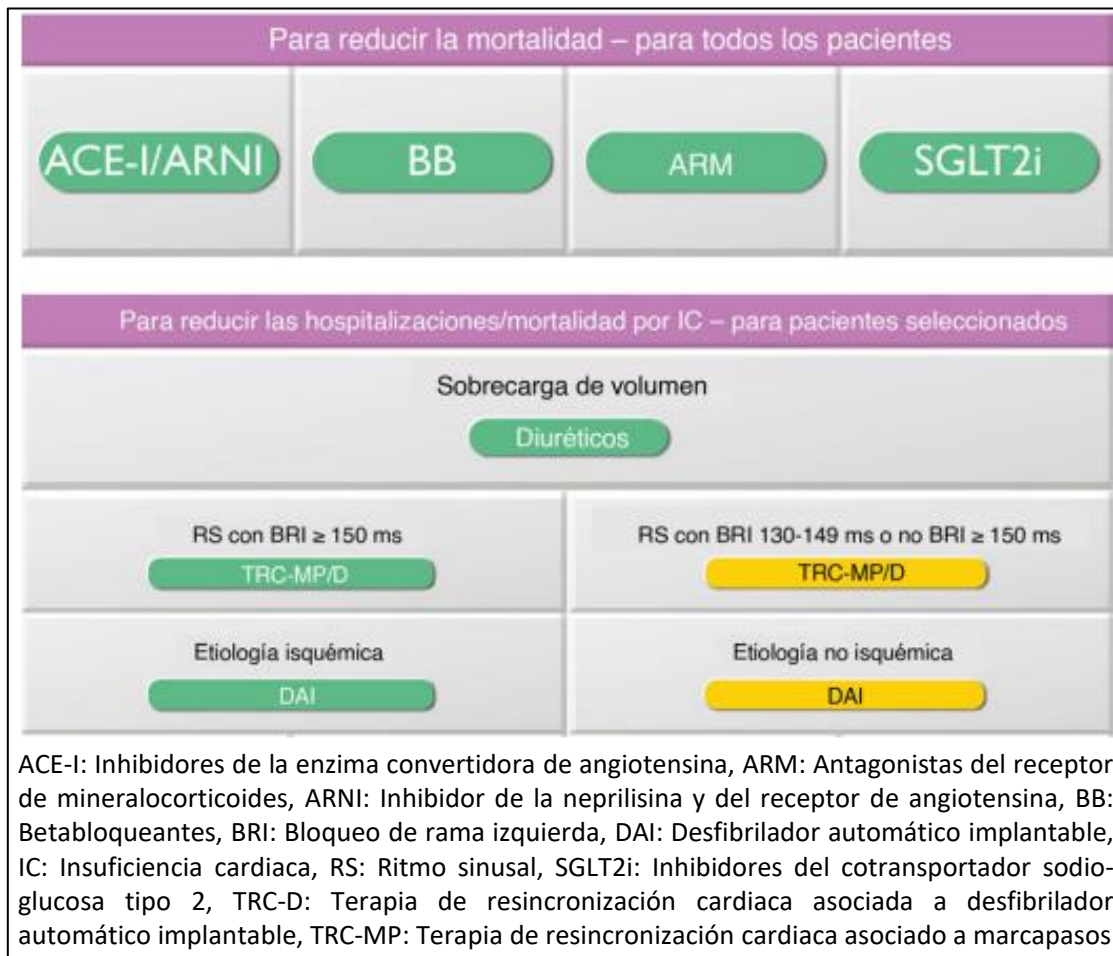 Para reducir la mortalidad – para todos los pacientes
ACE-I/ARNI BB ARM SGLT2i
Para reducir las hospitalizaciones/mortalidad por IC – para pacientes seleccionados
Sobrecarga de volumen
Diuréticos
RS con BRI ≥ 150 ms RS con BRI 130-149 ms o no BRI ≥ 150 ms
TRC-MP/D TRC-MP/D
Etiología isquémica Etiología no isquémica
DAI DAI
ACE-I: Inhibidores de la enzima convertidora de angiotensina, ARM: Antagonistas del receptor
de mineralocorticoides, ARNI: Inhibidor de la neprilisina y del receptor de angiotensina, BB:
Betabloqueantes, BRI: Bloqueo de rama izquierda, DAI: Desfibrilador automático implantable,
IC: Insuficiencia cardiaca, RS: Ritmo sinusal, SGLT2i: Inhibidores del cotransportador sodio-
glucosa tipo 2, TRC-D: Terapia de resincronización cardiaca asociada a desfibrilador
automático implantable, TRC-MP: Terapia de resincronización cardiaca asociado a marcapasos